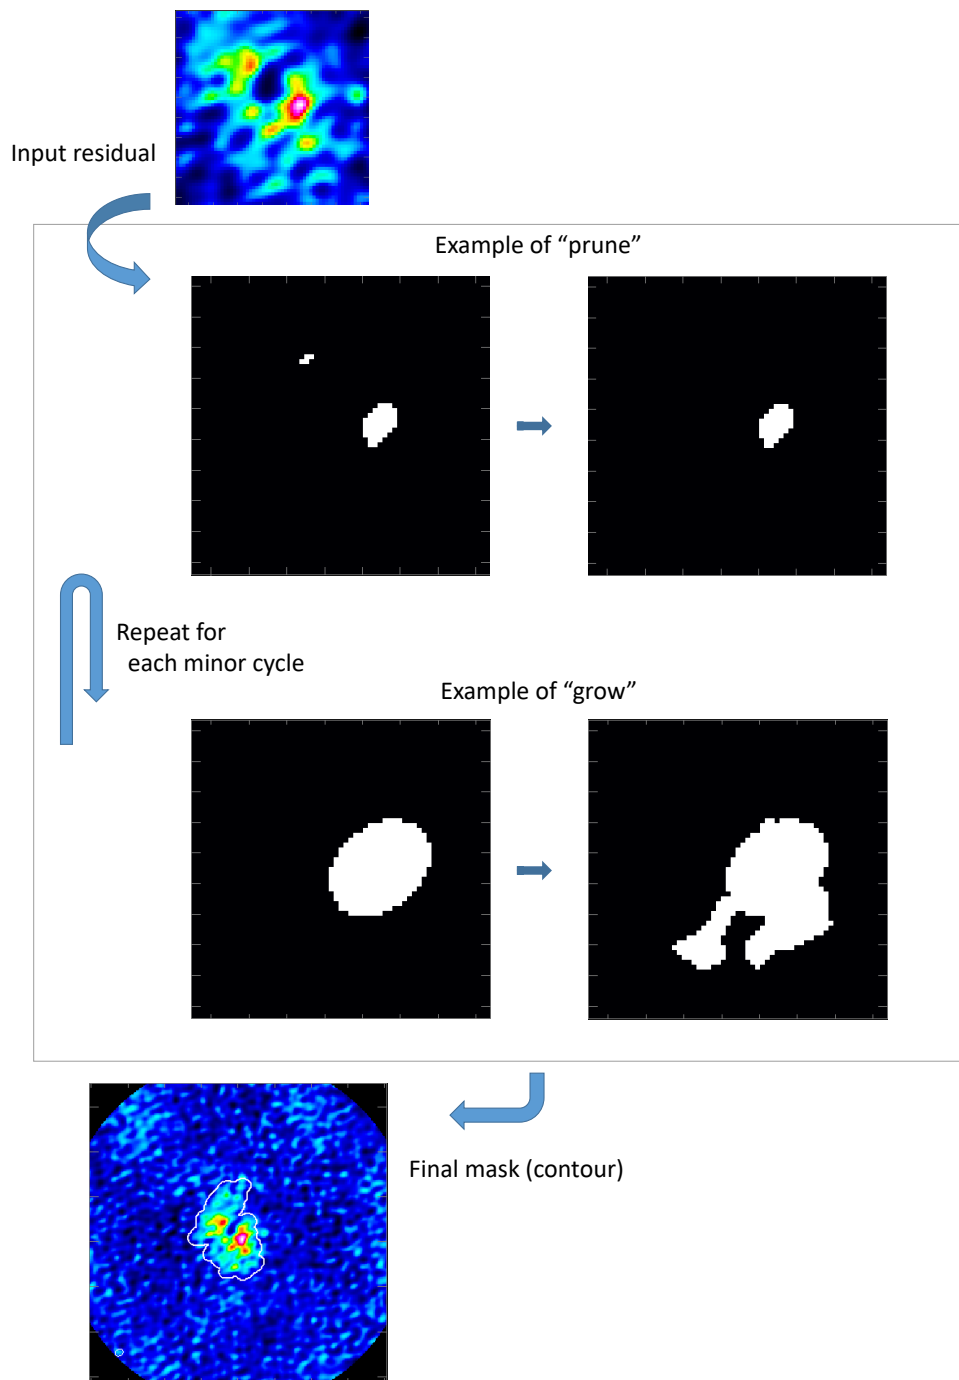 Input residual
Example of “prune”
Repeat for
each minor cycle
Example of “grow”
Final mask (contour)